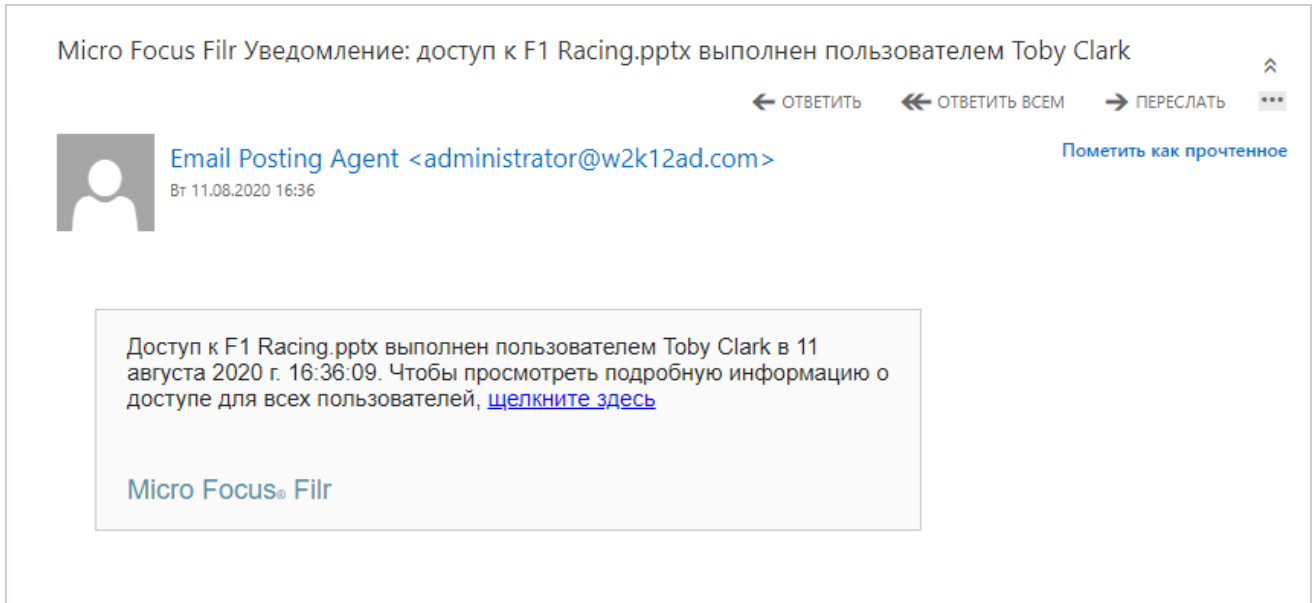 Micro Focus Filr Уведомление: доступ к F1 Racing.pptx выполнен пользователем Toby Clark
ОТВЕТИТЬ ОТВЕТИТЬ ВСЕМ ПЕРЕСЛАТЬ
Email Posting Agent <administrator@w2k12ad.com>
Пометить как прочтенное
Вт 11.08.2020 16:36
Доступ к F1 Racing.pptx выполнен пользователем Toby Clark в 11
августа 2020 г. 16:36:09. Чтобы просмотреть подробную информацию о
доступе для всех пользователей, щелкните здесь
Micro Focus® Filr